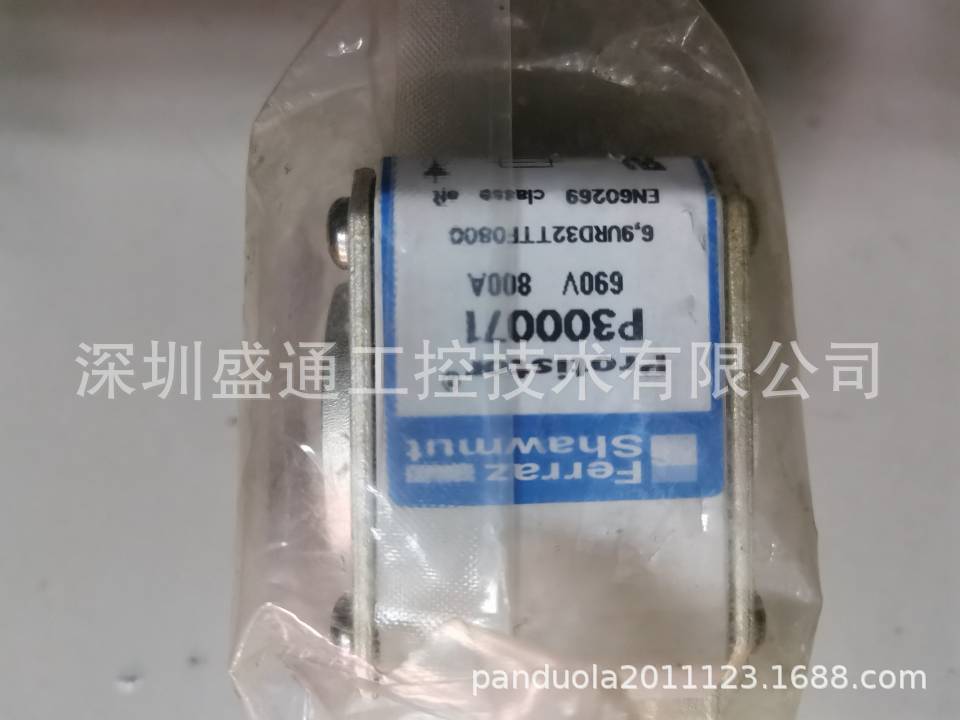 Ferraz
Shawmut
Protistor
P300071
690V 800A
6,9URD32TTF0800
EN60269 classe aR
深圳盛通工控技术有限公司
panduola2011123.1688.com